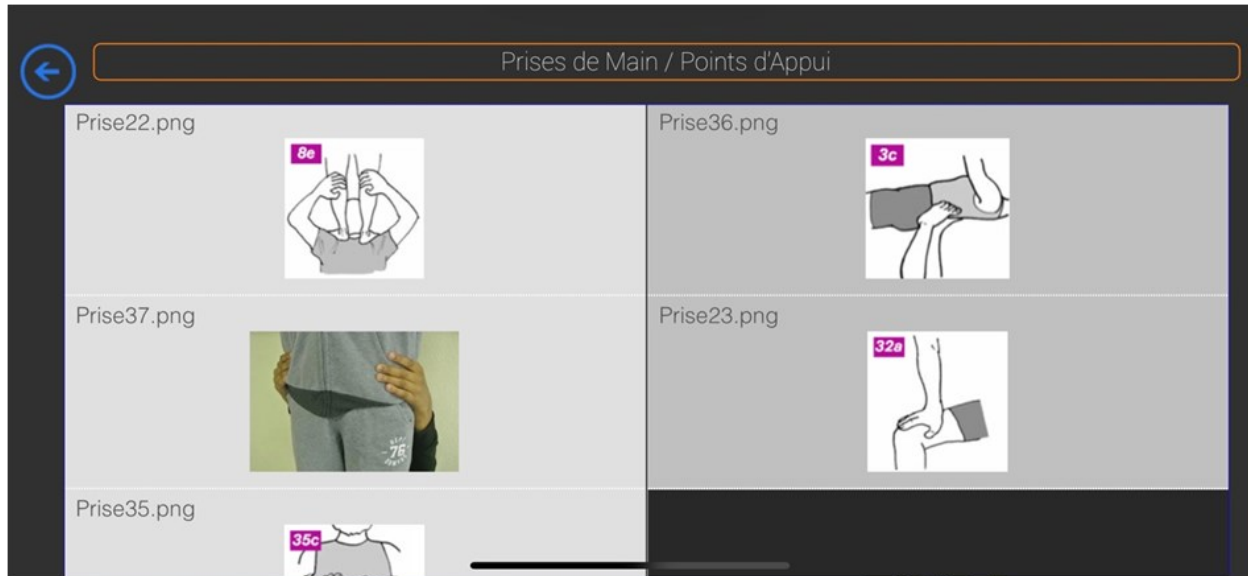 Prises de Main / Points d'Appui
Prise22.png
8e
Prise36.png
3c
Prise37.png
76
Prise23.png
32a
Prise35.png
35c